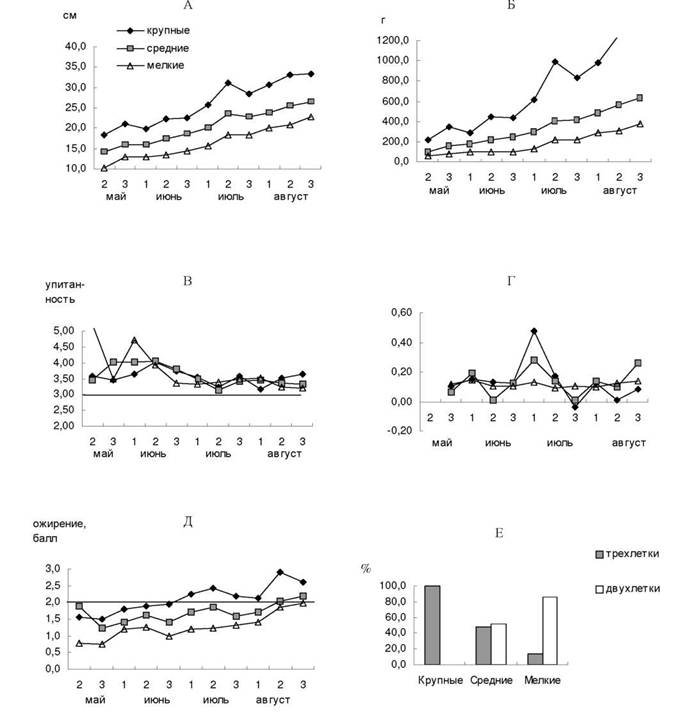 А
Б
см
г
крупные
средние
мелкие
40,0
35,0
30,0
25,0
20,0
15,0
10,0
2 3 1 2 3 1 2 3 1 2 3
май июнь июль август
1200,0
1000,0
800,0
600,0
400,0
200,0
0,0
2 3 1 2 3 1 2 3 1 2 3
май июнь июль август
В
Г
упитан-
ность
5,00
4,50
4,00
3,50
3,00
2,50
2,00
2 3 1 2 3 1 2 3 1 2 3
май июнь июль август
0,60
0,40
0,20
0,00
-0,20
2 3 1 2 3 1 2 3 1 2 3
май июнь июль август
Д
Е
ожирение,
балл
3,0
2,5
2,0
1,5
1,0
0,5
0,0
2 3 1 2 3 1 2 3 1 2 3
май июнь июль август
трехлетки
двухлетки
%
100,0
80,0
60,0
40,0
20,0
0,0
Крупные Средние Мелкие